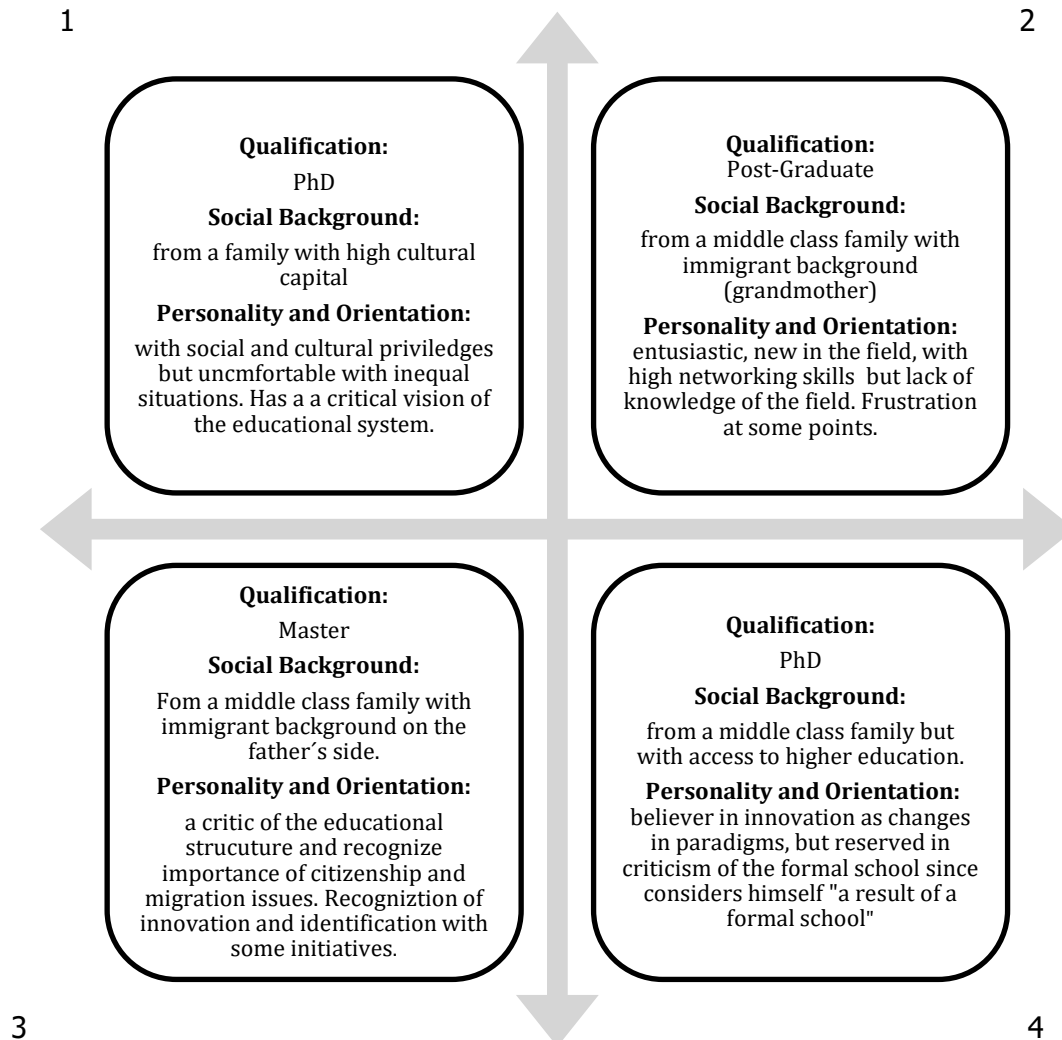 1
2
Qualification:
PhD
Social Background:
from a family with high cultural
capital
Personality and Orientation:
with social and cultural priviledges
but uncmfortable with inequal
situations. Has a a critical vision of
the educational system.
Qualification:
Post-Graduate
Social Background:
from a middle class family with
immigrant background
(grandmother)
Personality and Orientation:
entusiastic, new in the field, with
high networking skills but lack of
knowledge of the field. Frustration
at some points.
Qualification:
Master
Social Background:
Fom a middle class family with
immigrant background on the
father´s side.
Personality and Orientation:
a critic of the educational
strucuture and recognize
importance of citizenship and
migration issues. Recogniztion of
innovation and identification with
some initiatives.
Qualification:
PhD
Social Background:
from a middle class family but
with access to higher education.
Personality and Orientation:
believer in innovation as changes
in paradigms, but reserved in
criticism of the formal school since
considers himself "a result of a
formal school"
3
4